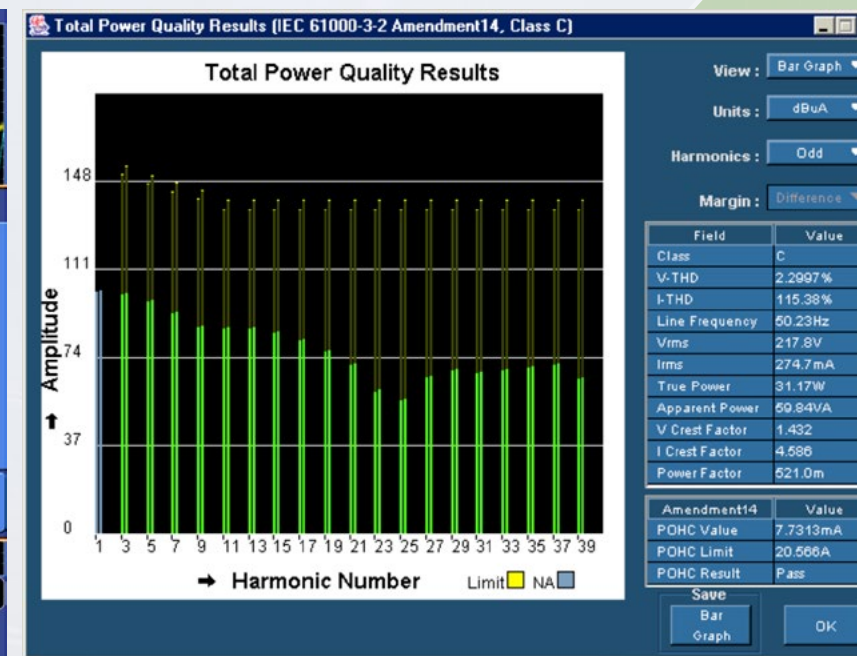 Total Power Quality Results (IEC 61000-3-2 Amendment14, Class C)
Total Power Quality Results
148
111
74
37
0
Amplitude
1 3 5 7 9 11 13 15 17 19 21 23 25 27 29 31 33 35 37 39
Harmonic Number
Limit NA
View : Bar Graph
Units : dBuA
Harmonics : Odd
Margin : Difference
Field Value
Class C
V-THD 2.2997%
I-THD 115.38%
Line Frequency 50.23Hz
Vrms 217.8V
Irms 274.7mA
True Power 31.17W
Apparent Power 59.84VA
V Crest Factor 1.432
I Crest Factor 4.586
Power Factor 521.0m
Amendment14 Value
POHC Value 7.7313mA
POHC Limit 20.566A
POHC Result Pass
Save
Bar
Graph
OK